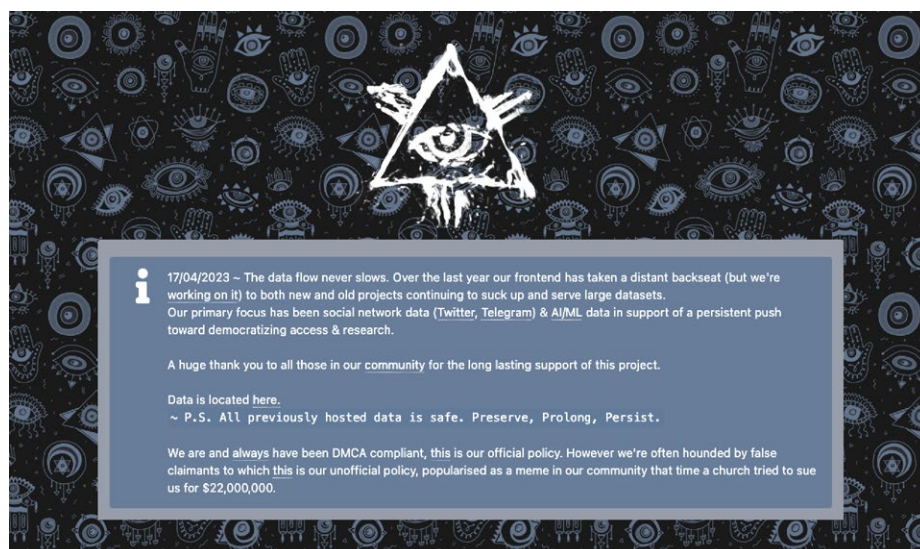 17/04/2023 ~ The data flow never slows. Over the last year our frontend has taken a distant backseat (but we're
working on it) to both new and old projects continuing to suck up and serve large datasets.
Our primary focus has been social network data (Twitter, Telegram) & AI/ML data in support of a persistent push
toward democratizing access & research.
A huge thank you to all those in our community for the long lasting support of this project.
Data is located here.
~ P.S. All previously hosted data is safe. Preserve, Prolong, Persist.
We are and always have been DMCA compliant, this is our official policy. However we're often hounded by false
claimants to which this is our unofficial policy, popularised as a meme in our community that time a church tried to sue
us for $22,000,000.